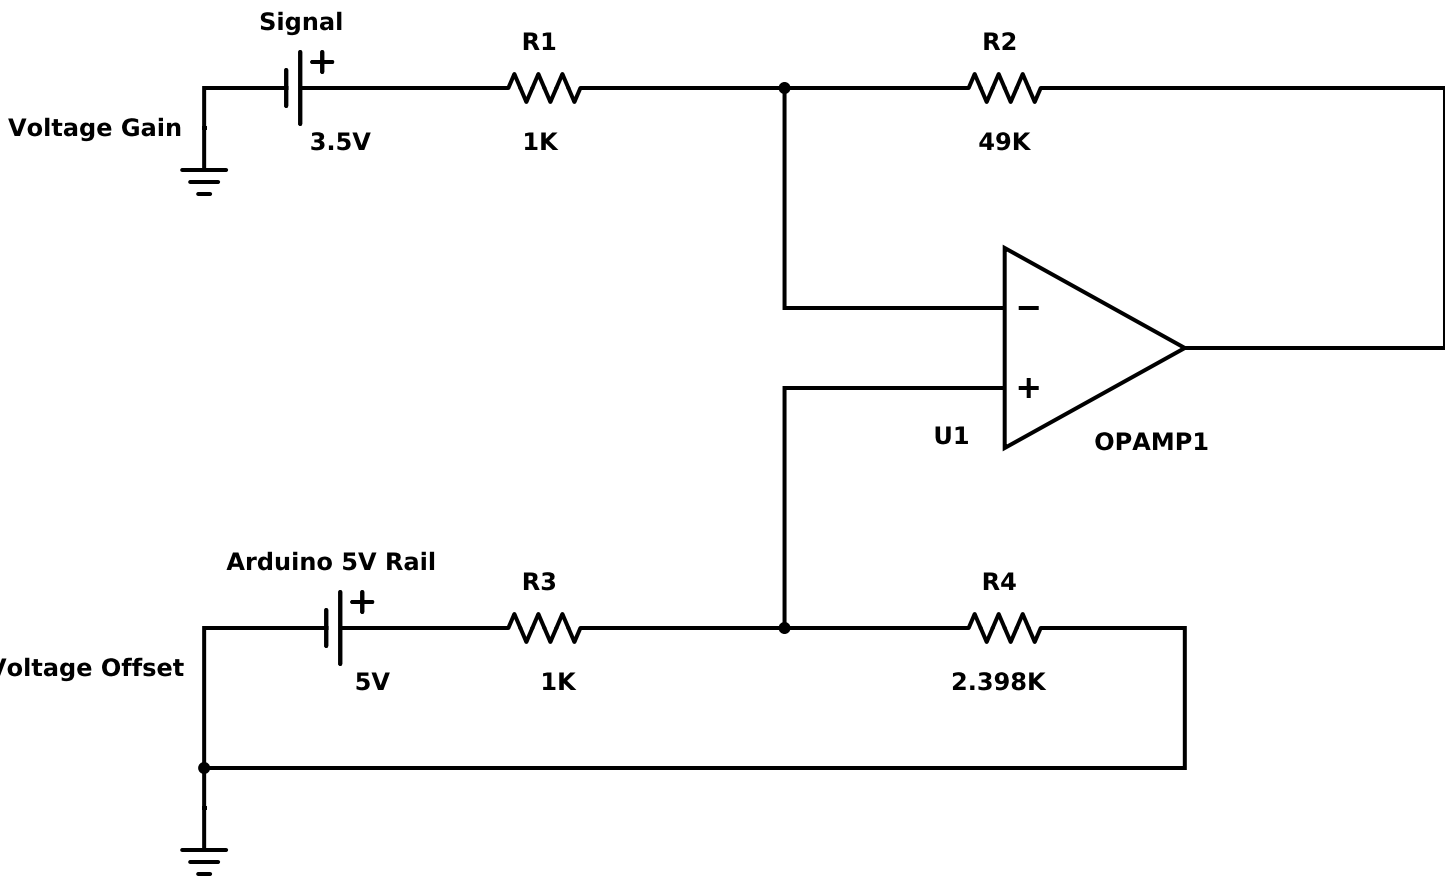 Signal
R1
R2
+
Voltage Gain
3.5V
1K
49K
−
+
U1
OPAMP1
Arduino 5V Rail
R3
R4
+
Voltage Offset
5V
1K
2.398K